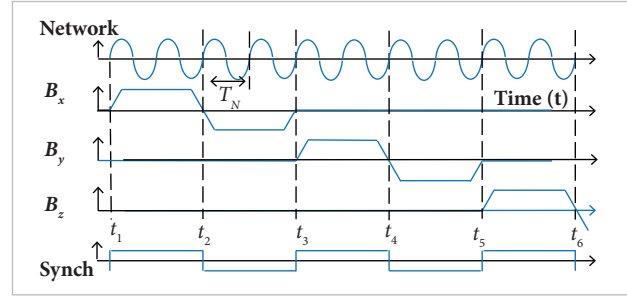 Network
B_x
T_N
Time (t)
B_y
B_z
t_1 t_2 t_3 t_4 t_5 t_6
Synch